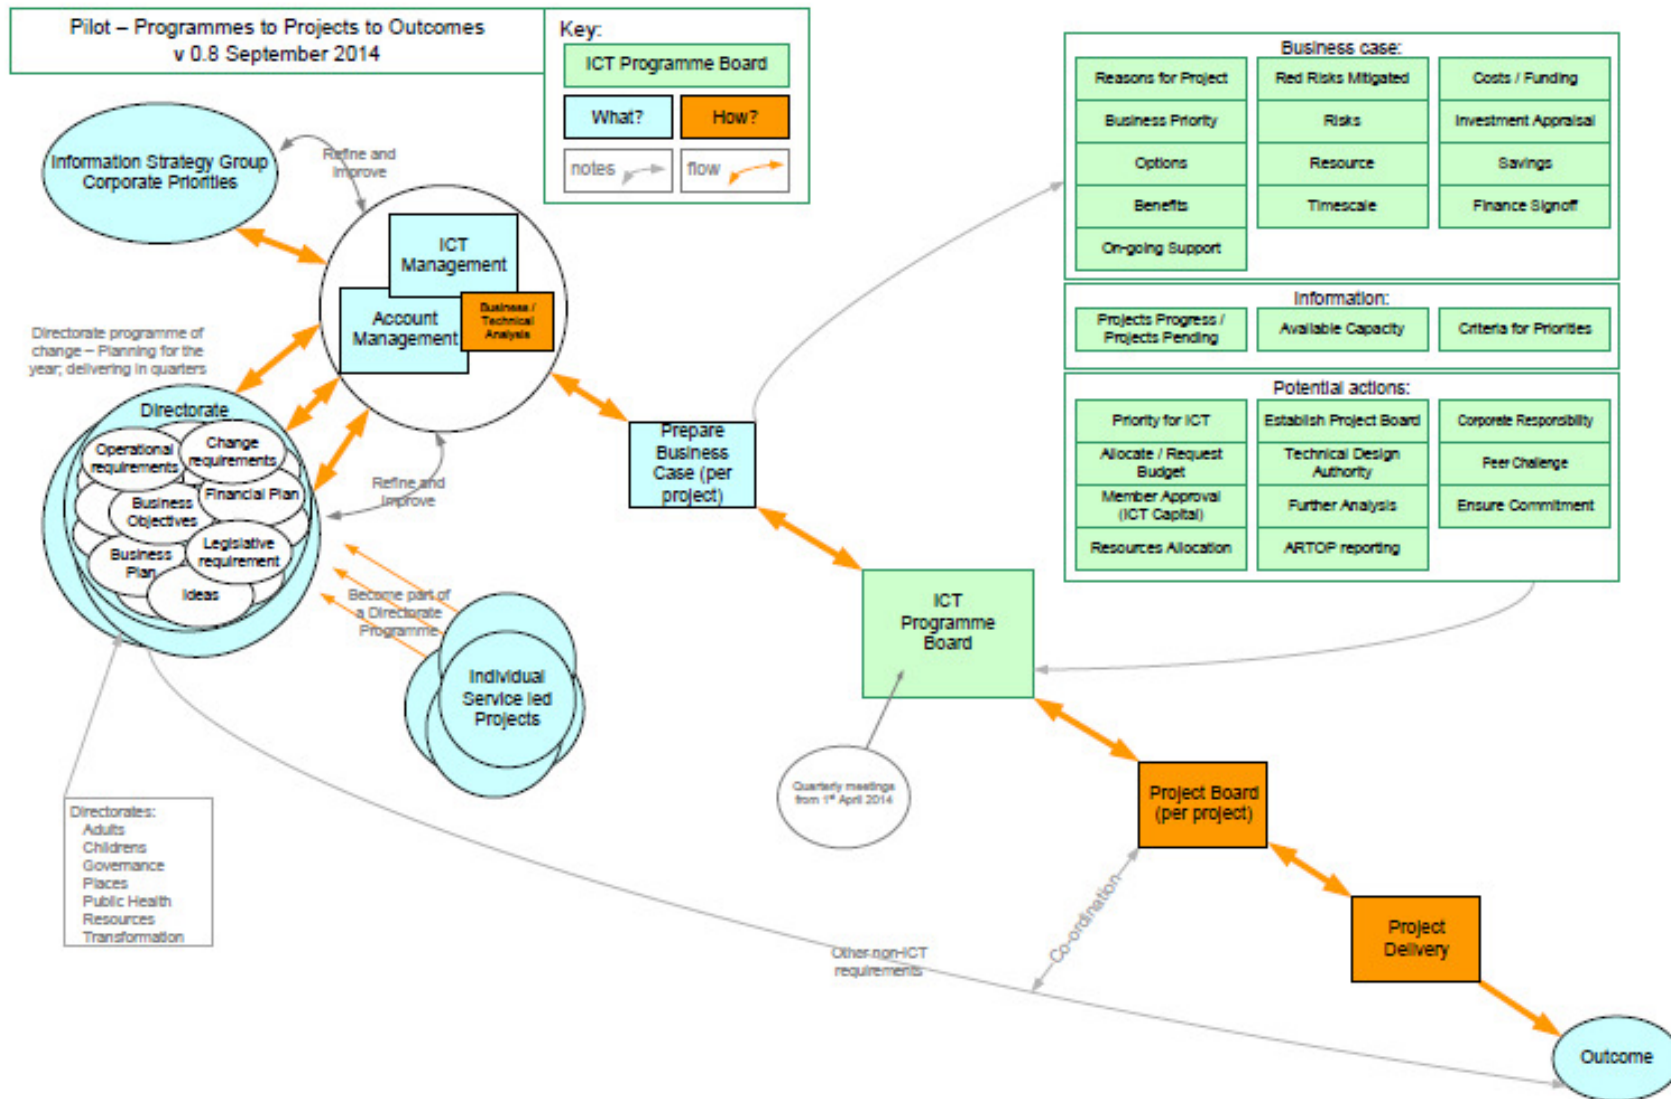 Pilot – Programmes to Projects to Outcomes
v 0.8 September 2014
Key:
ICT Programme Board
What?
How?
notes
flow
Information Strategy Group
Corporate Priorities
Refine and
Improve
ICT
Management
Account
Management
Business /
Technical
Analysis
Directorate programme of
change – Planning for the
year; delivering in quarters
Directorate
Operational
requirements
Change
requirements
Financial Plan
Business
Objectives
Business
Plan
Legislative
requirement
Ideas
Refine and
Improve
Become part of
a Directorate
Programme
Individual
Service led
Projects
Directorates:
Adults
Childrens
Governance
Places
Public Health
Resources
Transformation
Prepare
Business
Case (per
project)
ICT
Programme
Board
Quarterly meetings
from 1st April 2014
Project Board
(per project)
Co-ordination
Other non-ICT
requirements
Project
Delivery
Outcome
Business case:
Reasons for Project
Red Risks Mitigated
Costs / Funding
Business Priority
Risks
Investment Appraisal
Options
Resource
Savings
Benefits
Timescale
Finance Signoff
On-going Support
Information:
Projects Progress /
Projects Pending
Available Capacity
Criteria for Priorities
Potential actions:
Priority for ICT
Establish Project Board
Corporate Responsibility
Allocate / Request
Budget
Technical Design
Authority
Peer Challenge
Member Approval
(ICT Capital)
Further Analysis
Ensure Commitment
Resources Allocation
ARTOP reporting